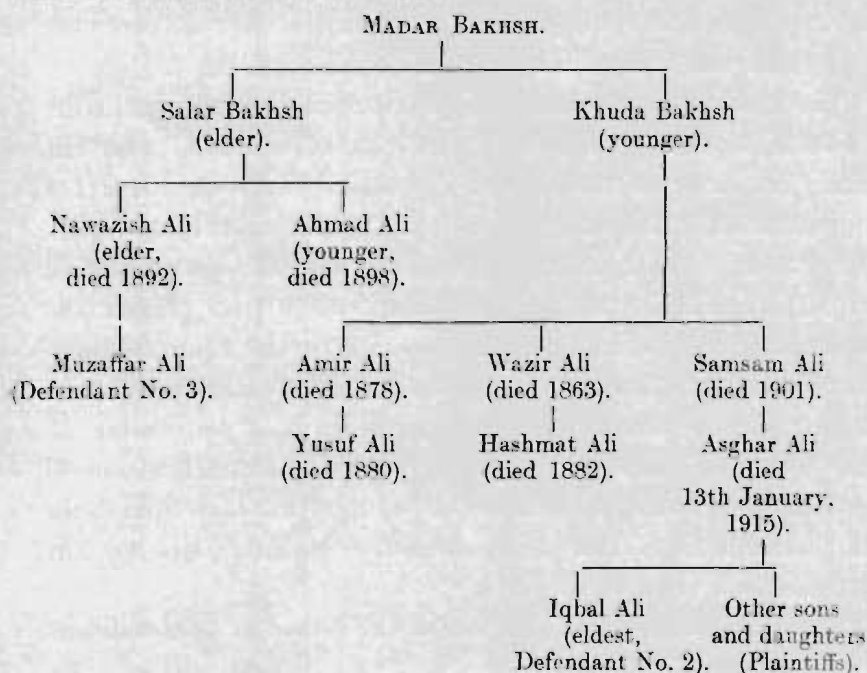 MADAR BAKHSH.
Salar Bakhsh Khuda Bakhsh
(elder). (younger).
Nawazish Ali Ahmad Ali
(elder, (younger,
died 1892). died 1898).
Muzaffar Ali Amir Ali Wazir Ali Samsam Ali
(Defendant No. 3). (died 1878). (died 1863). (died 1901).
Yusuf Ali Hashmat Ali Asghar Ali
(died 1880). (died 1882). (died
13th January,
1915).
Iqbal Ali Other sons
(eldest, and daughters
Defendant No. 2). (Plaintiffs).